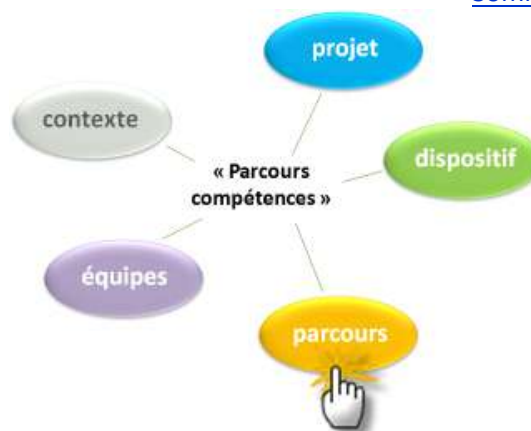 projet
contexte
dispositif
« Parcours
compétences »
équipes
parcours